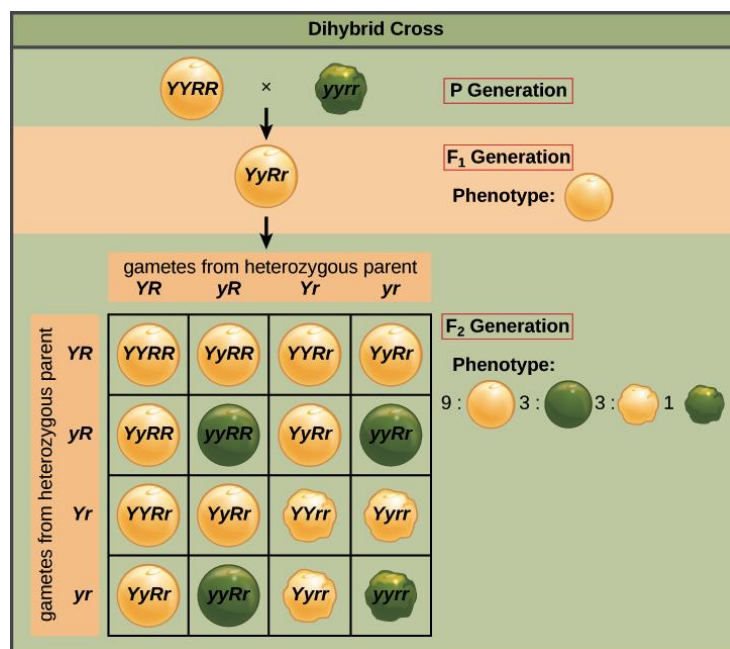 Dihybrid Cross
YYRR × yyrr
P Generation
YyRr
F1 Generation
Phenotype:
gametes from heterozygous parent
YR yR Yr yr
gametes from heterozygous parent
YR YYRR YyRR YYRr YyRr
yR YyRR yyRR YyRr yyRr
Yr YYRr YyRr YYrr Yyrr
yr YyRr yyRr Yyrr yyrr
F2 Generation
Phenotype:
9 : 3 : 3 : 1